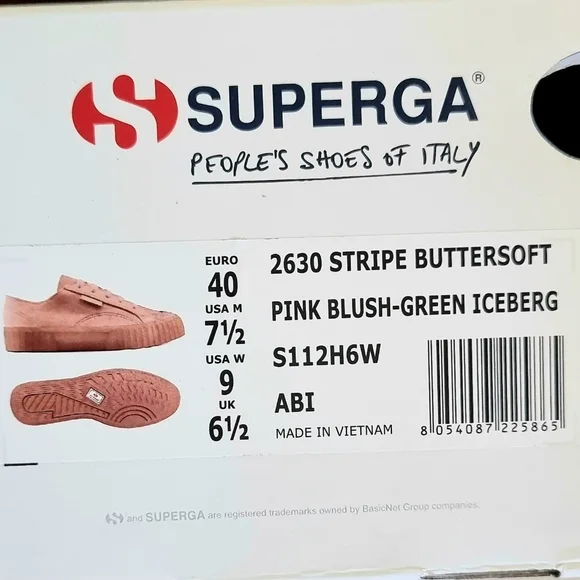 SUPERGA®
PEOPLE'S SHOES OF ITALY
EURO
40
USA M
7½
USA W
9
UK
6½
2630 STRIPE BUTTERSOFT
PINK BLUSH-GREEN ICEBERG
S112H6W
ABI
MADE IN VIETNAM
8 054087 225865
and SUPERGA are registered trademarks owned by BasicNet Group companies.